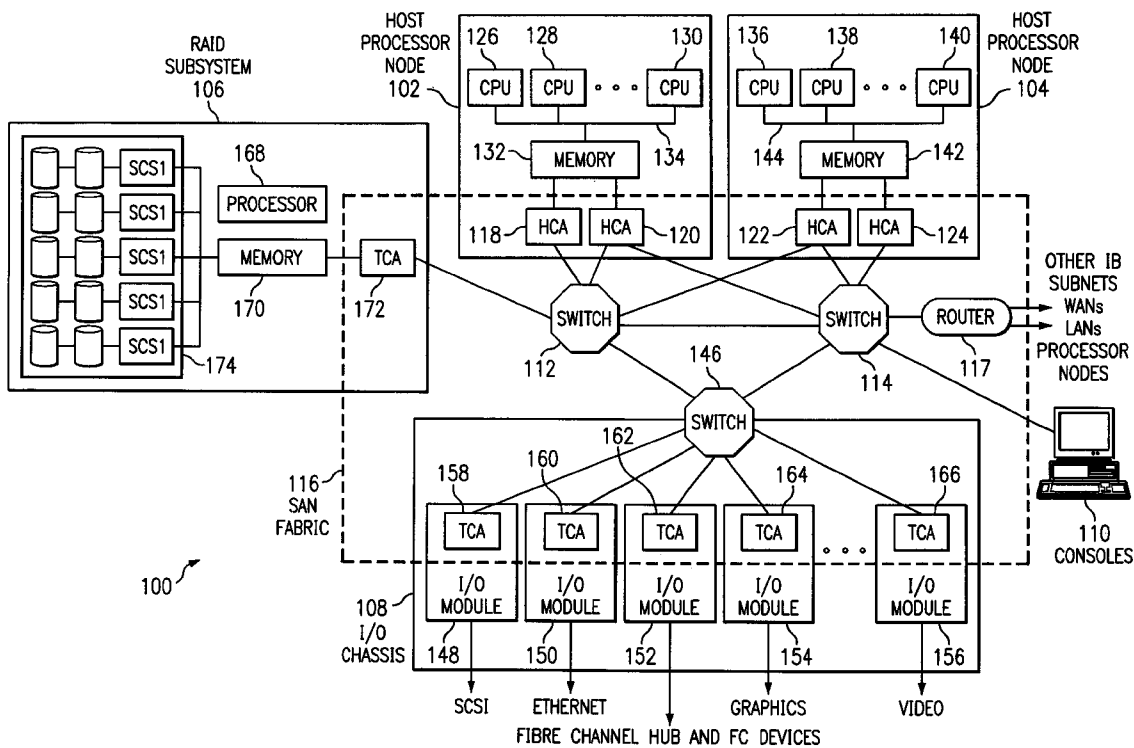 HOST
PROCESSOR
NODE
102
126
128
130
CPU
CPU
CPU
134
132
MEMORY
118
HCA
HCA
120
136
138
140
CPU
CPU
CPU
HOST
PROCESSOR
NODE
104
144
MEMORY
142
122
HCA
HCA
124
RAID
SUBSYSTEM
106
SCS1
SCS1
SCS1
SCS1
SCS1
174
168
PROCESSOR
MEMORY
170
TCA
172
SWITCH
112
SWITCH
114
ROUTER
117
OTHER IB
SUBNETS
WANs
LANs
PROCESSOR
NODES
146
SWITCH
110
CONSOLES
116
SAN
FABRIC
100
108
I/O
CHASSIS
158
TCA
I/O
MODULE
148
160
TCA
I/O
MODULE
150
162
TCA
I/O
MODULE
152
164
TCA
I/O
MODULE
154
166
TCA
I/O
MODULE
156
SCSI
ETHERNET
FIBRE CHANNEL HUB AND FC DEVICES
GRAPHICS
VIDEO